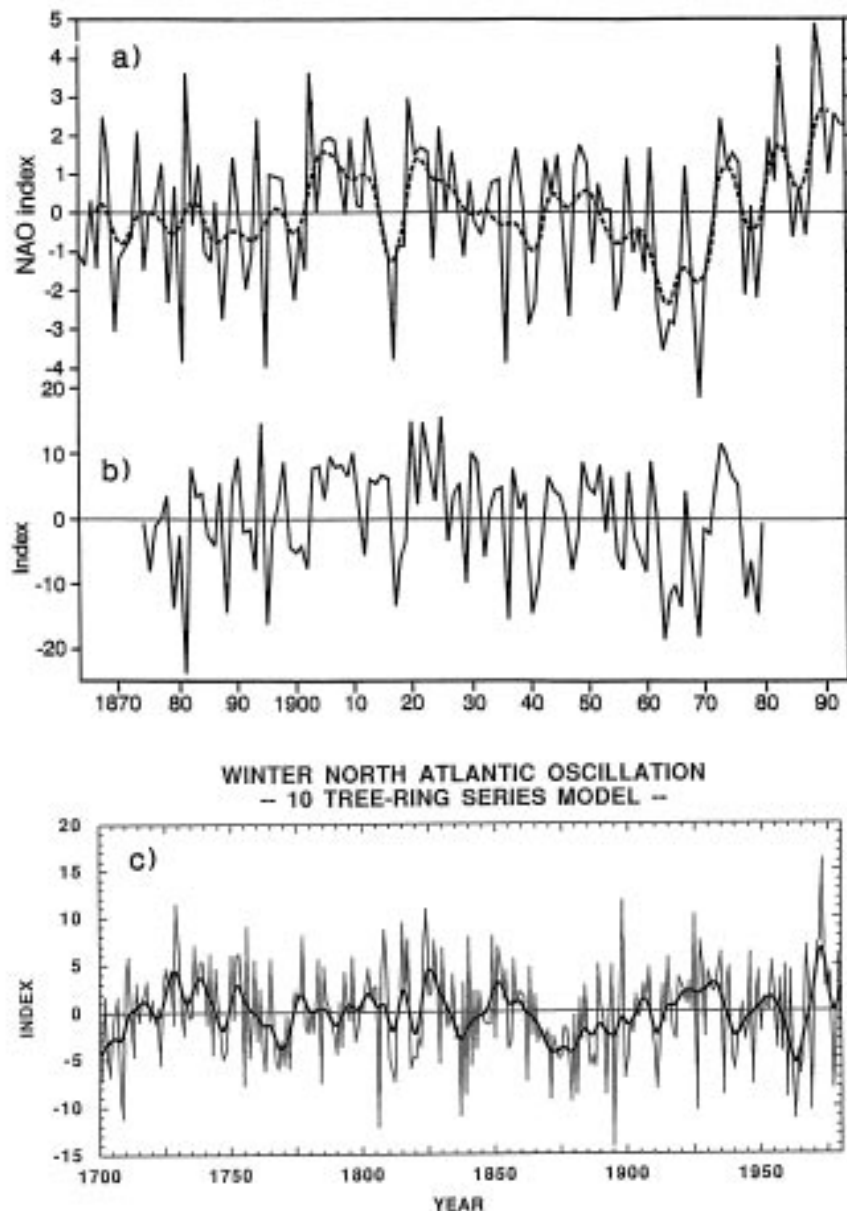 5
a)
4
3
2
1
0
-1
-2
-3
-4
NAO index
20
b)
10
0
-10
-20
Index
1870 80 90 1900 10 20 30 40 50 60 70 80 90
WINTER NORTH ATLANTIC OSCILLATION
-- 10 TREE-RING SERIES MODEL --
20
c)
15
10
5
0
-5
-10
-15
INDEX
1700 1750 1800 1850 1900 1950
YEAR